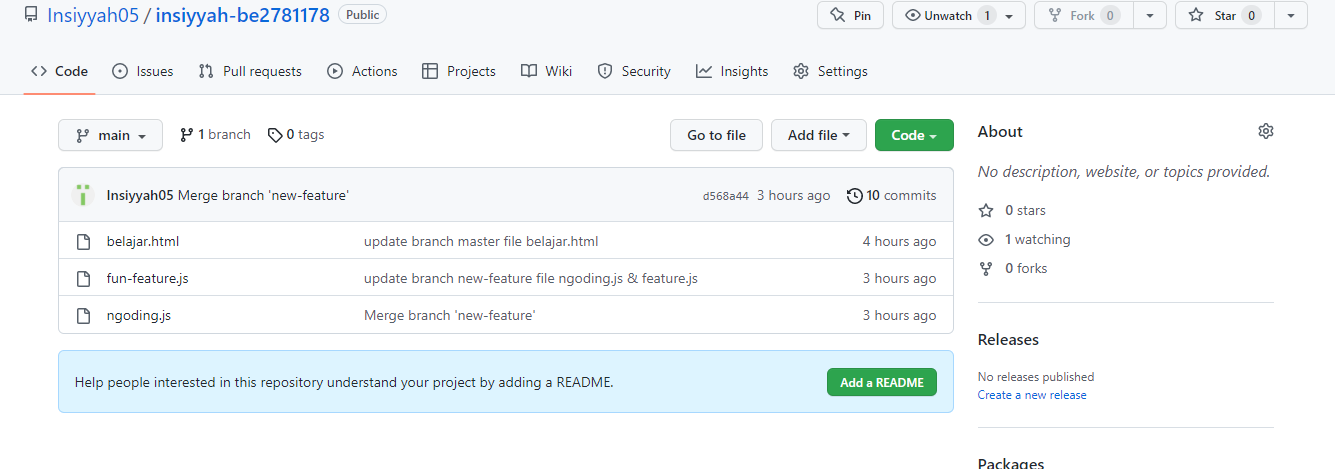 Insiyyah05 / insiyyah-be2781178 Public Pin Unwatch 1 Fork 0 Star 0
Code Issues Pull requests Actions Projects Wiki Security Insights Settings
main 1 branch 0 tags Go to file Add file Code
Insiyyah05 Merge branch 'new-feature' d568a44 3 hours ago 10 commits
belajar.html update branch master file belajar.html 4 hours ago
fun-feature.js update branch new-feature file ngoding.js & feature.js 3 hours ago
ngoding.js Merge branch 'new-feature' 3 hours ago
Help people interested in this repository understand your project by adding a README. Add a README
About
No description, website, or topics provided.
0 stars
1 watching
0 forks
Releases
No releases published
Create a new release
Packages